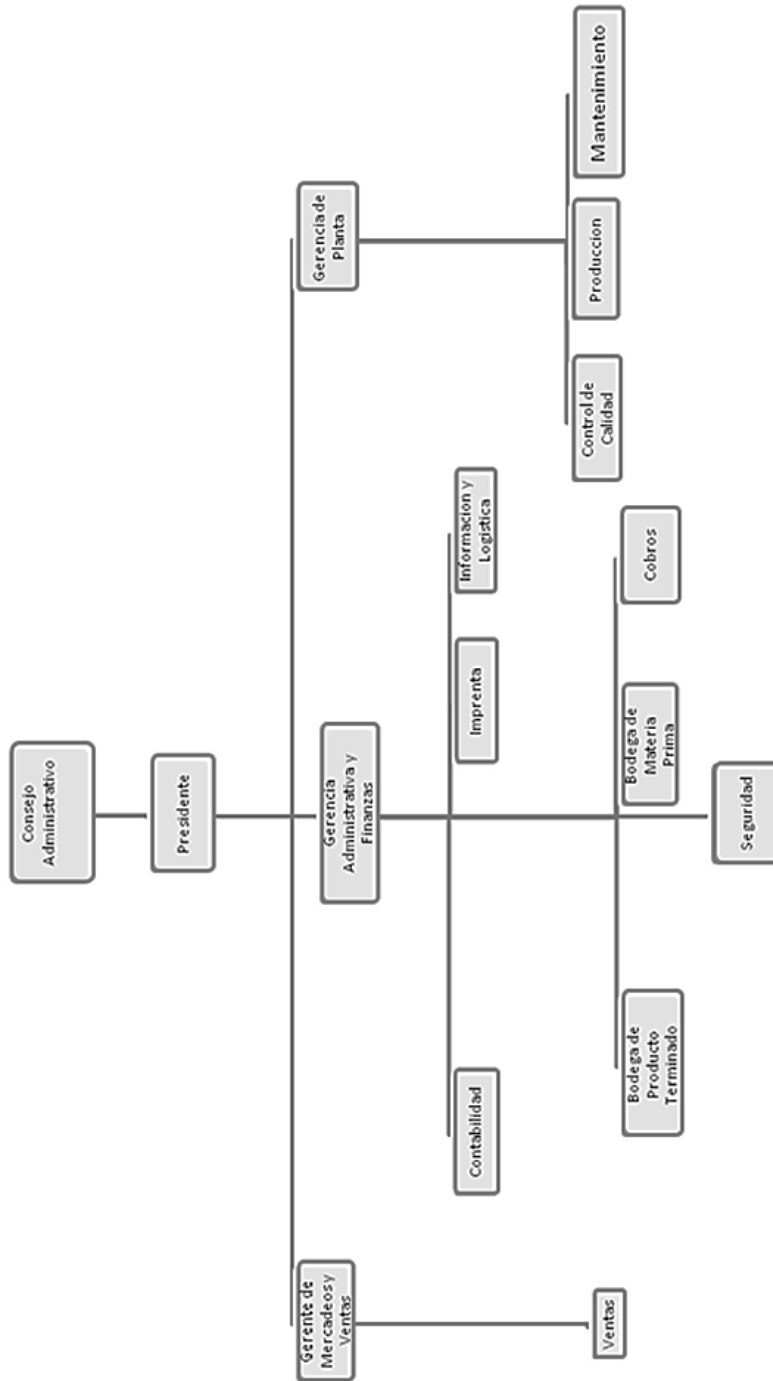 Consejo
Administrativo
Presidente
Gerente de
Mercadeos y
Ventas
Gerencia
Administrativa y
Finanzas
Gerencia de
Planta
Contabilidad
Imprenta
Informacion y
Logística
Control de
Calidad
Produccion
Mantenimiento
Ventas
Bodega de
Producto
Terminado
Bodega de
Materia
Prima
Cobros
Seguridad